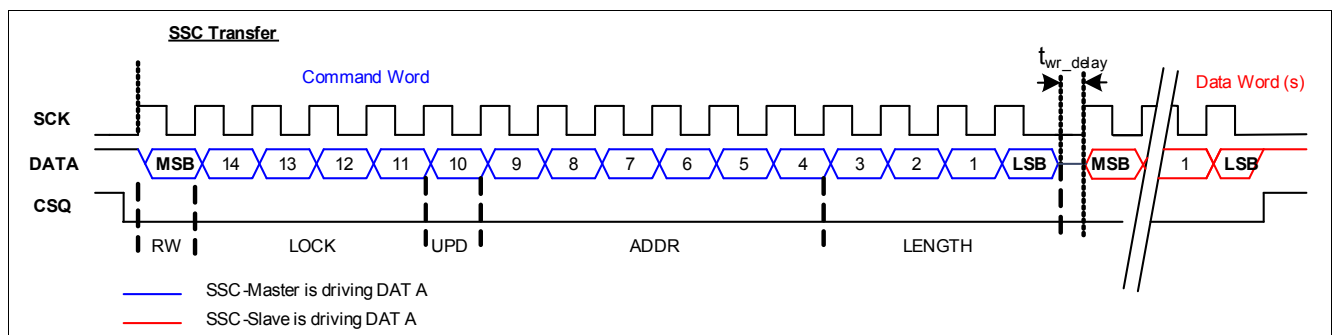 SSC Transfer
Command Word
t wr_delay
Data Word (s)
SCK
DATA MSB 14 13 12 11 10 9 8 7 6 5 4 3 2 1 LSB MSB 1 LSB
CSQ
RW LOCK UPD ADDR LENGTH
SSC-Master is driving DAT A
SSC-Slave is driving DAT A